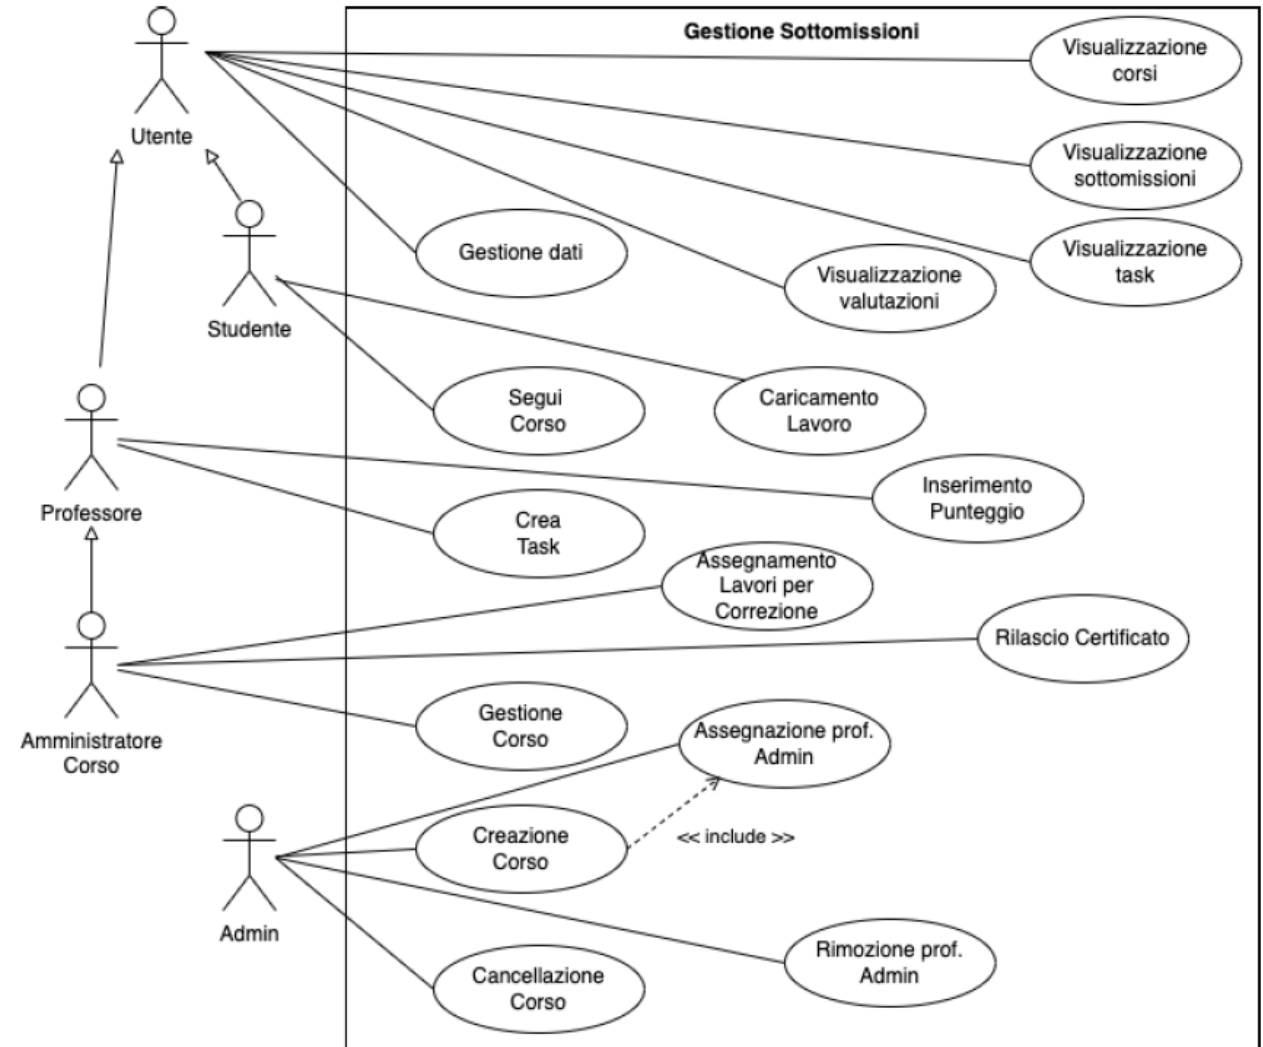 Gestione Sottomissioni
Visualizzazione
corsi
Utente
Visualizzazione
sottomissioni
Gestione dati
Visualizzazione
valutazioni
Visualizzazione
task
Studente
Segui
Corso
Caricamento
Lavoro
Professore
Inserimento
Punteggio
Crea
Task
Assegnamento
Lavori per
Correzione
Rilascio Certificato
Amministratore
Corso
Gestione
Corso
Assegnazione prof.
Admin
Creazione
Corso
<< include >>
Admin
Rimozione prof.
Admin
Cancellazione
Corso